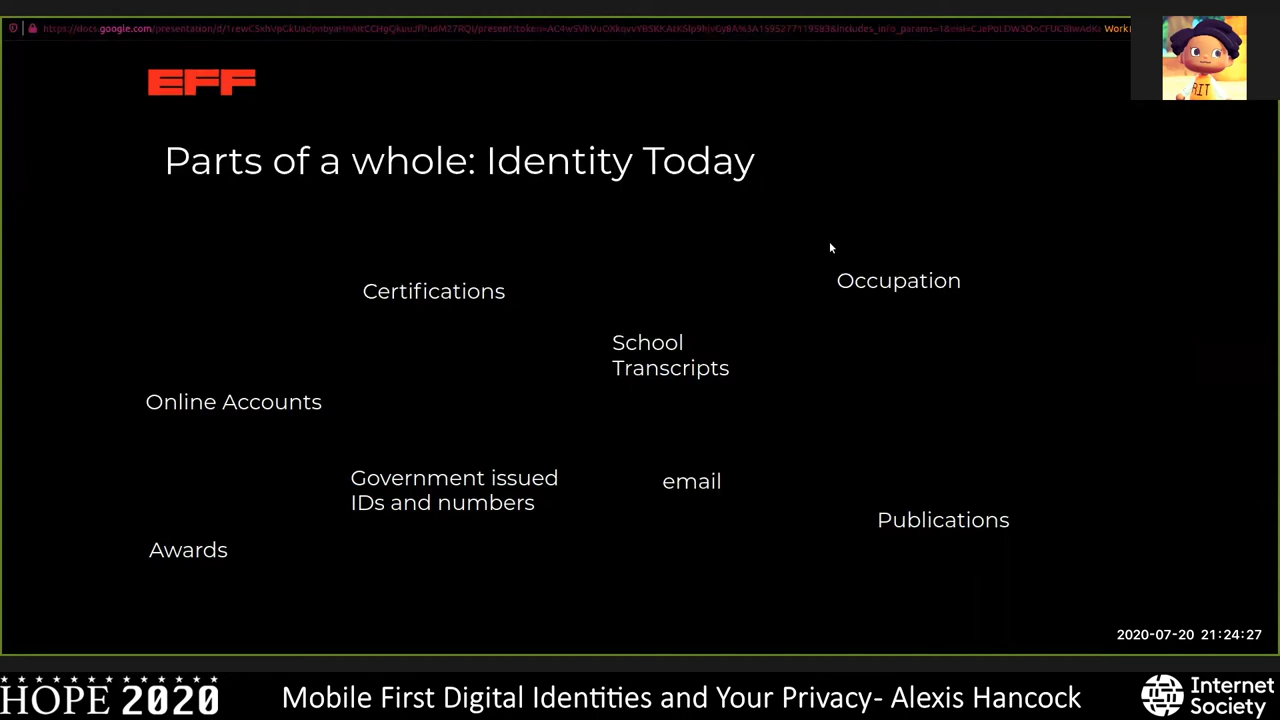 EFF
RIT
Parts of a whole: Identity Today
Occupation
Certifications
School
Transcripts
Online Accounts
Government issued
IDs and numbers
email
Publications
Awards
2020-07-20 21:24:27
HOPE 2020
Mobile First Digital Identities and Your Privacy- Alexis Hancock
Internet
Society